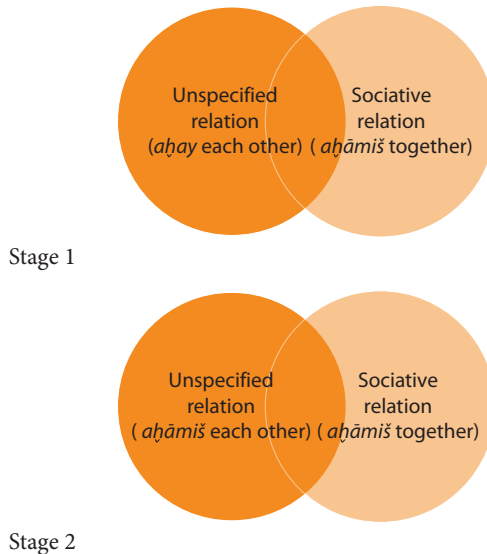 Unspecified
relation
(aḫay each other)
Sociative
relation
( aḫāmiš together)
Stage 1
Unspecified
relation
( aḫāmiš each other)
Sociative
relation
( aḫāmiš together)
Stage 2